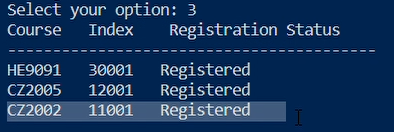 Select your option: 3
Course   Index    Registration Status
-----------------------------------------
HE9091   30001   Registered
CZ2005   12001   Registered
CZ2002   11001   Registered